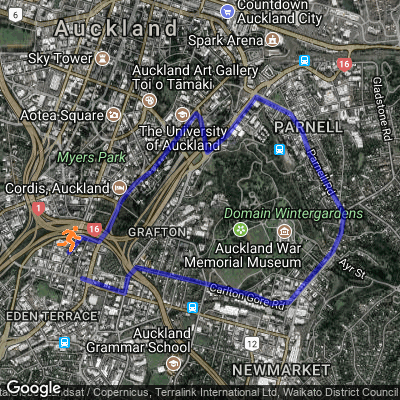 6
Countdown
Auckland City
Auckland
Spark Arena
Sky Tower
16
Auckland Art Gallery
Toi o Tāmaki
Gladstone Rd
Aotea Square
The University
of Auckland
PARNELL
Myers Park
Parnell Rd
Cordis, Auckland
1
Domain Wintergardens
16
GRAFTON
Auckland War
Memorial Museum
Ayr St
Carlton Gore Rd
EDEN TERRACE
12
Auckland
Grammar School
NEWMARKET
Google
dsat / Copernicus, Terralink International Ltd, Waikato District Council